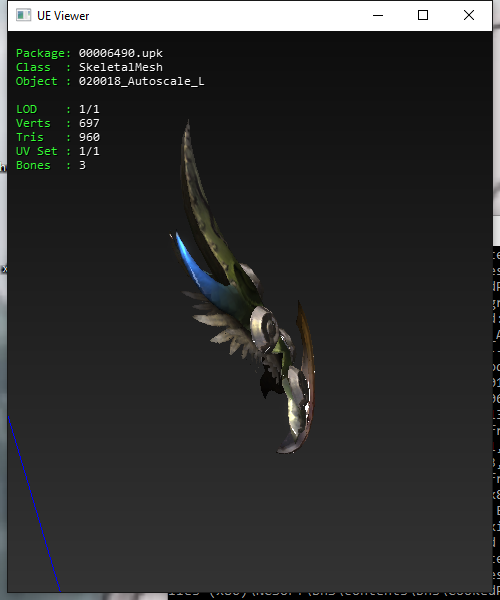 UE Viewer
Package: 00006490.upk
Class : SkeletalMesh
Object : 020018_Autoscale_L
LOD : 1/1
Verts : 697
Tris : 960
UV Set : 1/1
Bones : 3